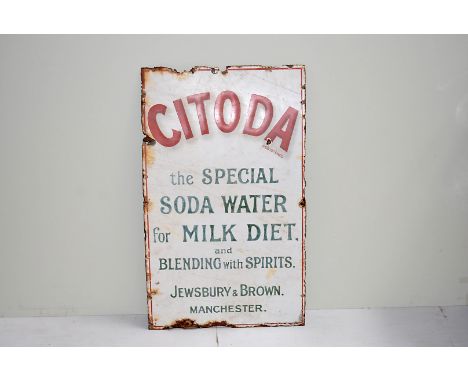 CITODA
the SPECIAL
SODA WATER
for MILK DIET.
and
BLENDING with SPIRITS.
JEWSBURY & BROWN.
MANCHESTER.